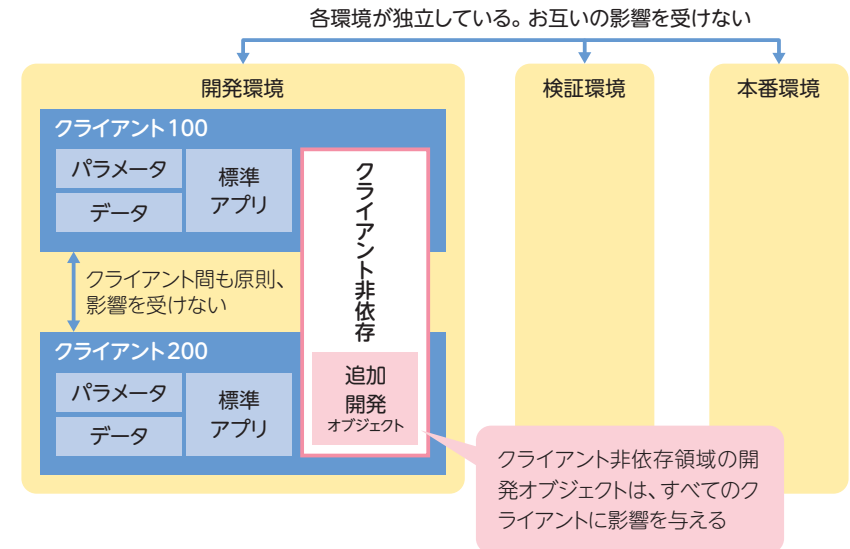 各環境が独立している。お互いの影響を受けない
開発環境
検証環境
本番環境
クライアント100
パラメータ
データ
標準
アプリ
クライアント非依存
クライアント間も原則、
影響を受けない
クライアント200
パラメータ
データ
標準
アプリ
追加
開発
オブジェクト
クライアント非依存領域の開
発オブジェクトは、すべてのク
ライアントに影響を与える